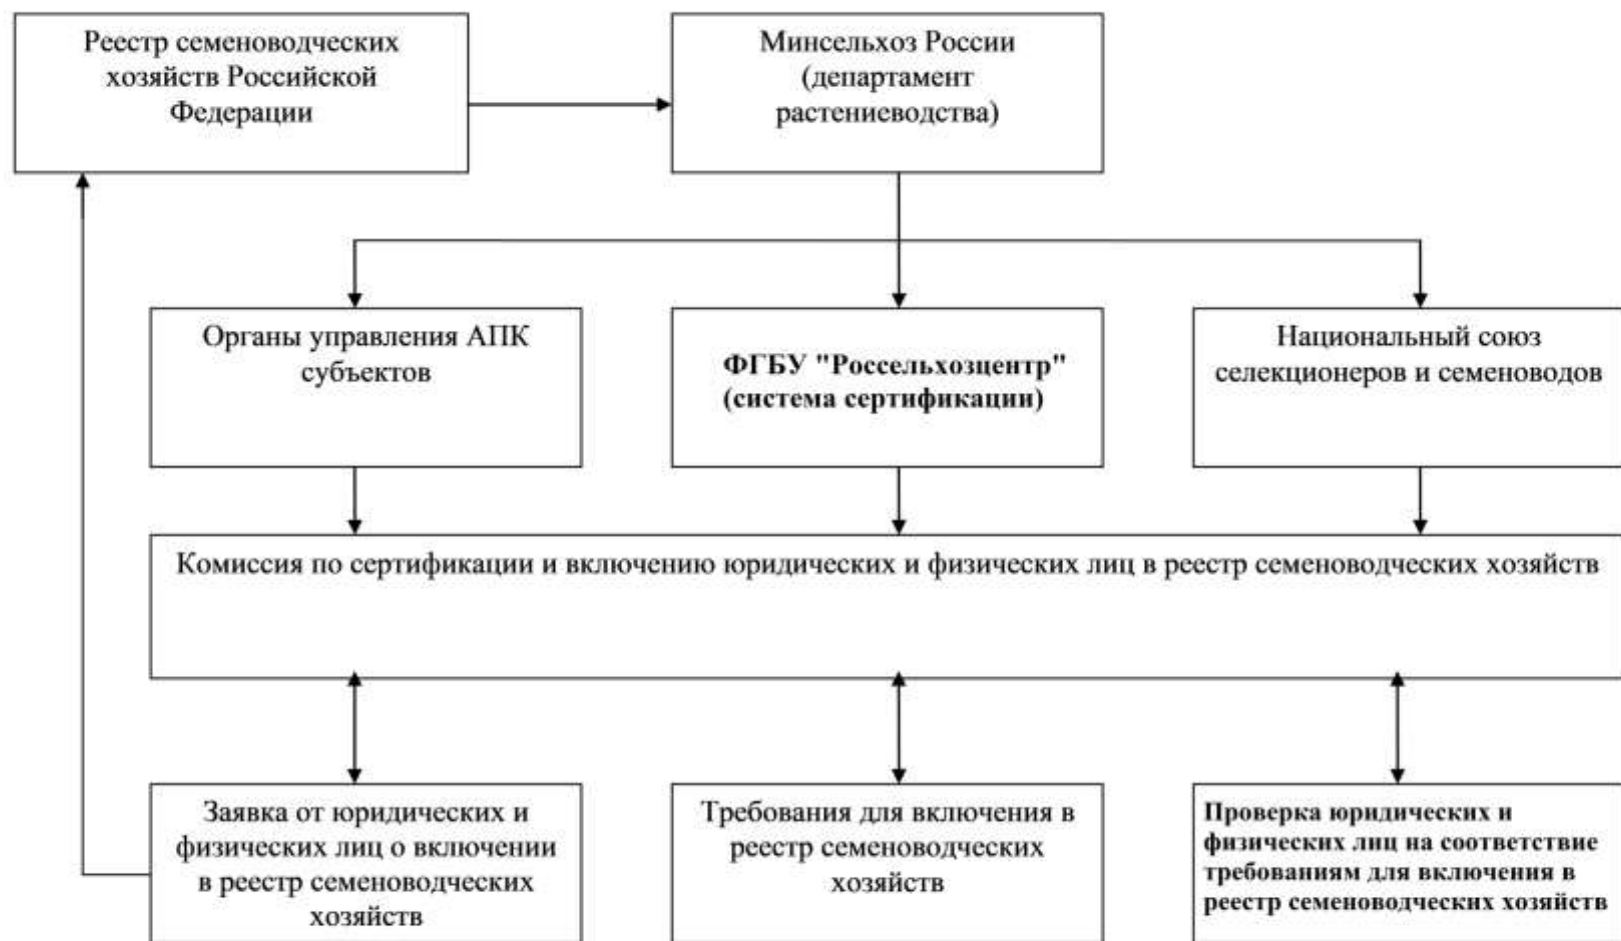 Реестр семеноводческих
хозяйств Российской
Федерации
Минсельхоз России
(департамент
растениеводства)
Органы управления АПК
субъектов
ФГБУ "Россельхозцентр"
(система сертификации)
Национальный союз
селекционеров и семеноводов
Комиссия по сертификации и включению юридических и физических лиц в реестр семеноводческих хозяйств
Заявка от юридических и
физических лиц о включении
в реестр семеноводческих
хозяйств
Требования для включения в
реестр семеноводческих
хозяйств
Проверка юридических и
физических лиц на соответствие
требованиям для включения в
реестр семеноводческих хозяйств